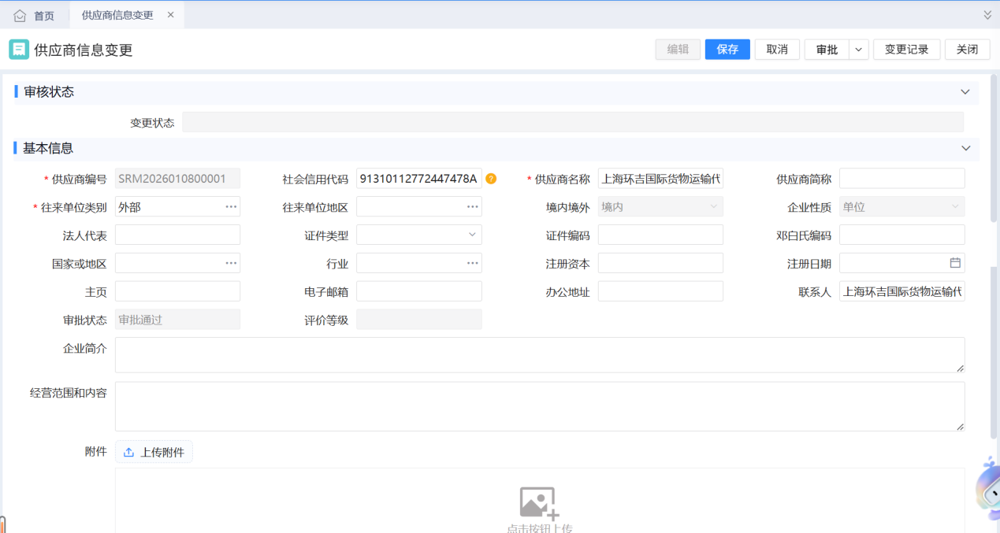 首页 供应商信息变更 ×
供应商信息变更 编辑 保存 取消 审批 变更记录 关闭
审核状态
变更状态
基本信息
* 供应商编号 SRM2026010800001 社会信用代码 91310112772447478A ? * 供应商名称 上海环吉国际货物运输代 供应商简称
* 往来单位类别 外部 ··· 往来单位地区 ··· 境内境外 境内 企业性质 单位
法人代表 证件类型 证件编码 邓白氏编码
国家或地区 ··· 行业 ··· 注册资本 注册日期
主页 电子邮箱 办公地址 联系人 上海环吉国际货物运输代
审批状态 审批通过 评价等级
企业简介
经营范围和内容
附件 上传附件
点击按钮上传